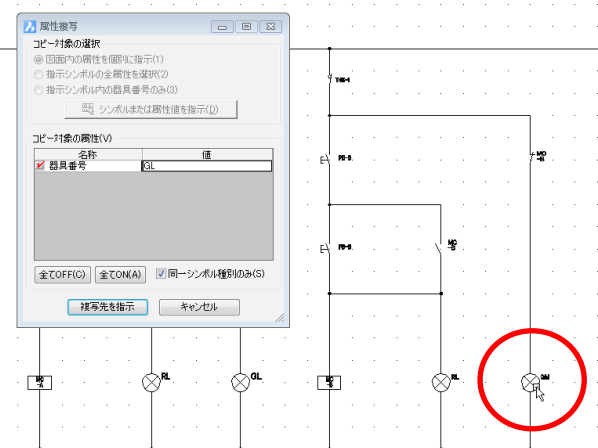 属性複写
コピー対象の選択
図面内の属性を個別に指示(1)
指示シンボルの全属性を選択(2)
指示シンボル内の器具番号のみ(3)
シンボルまたは属性値を指示(D)
コピー対象の属性(V)
名称 値
器具番号 GL
全てOFF(C) 全てON(A) 同一シンボル種別のみ(S)
複写先を指示 キャンセル
RL GL RL